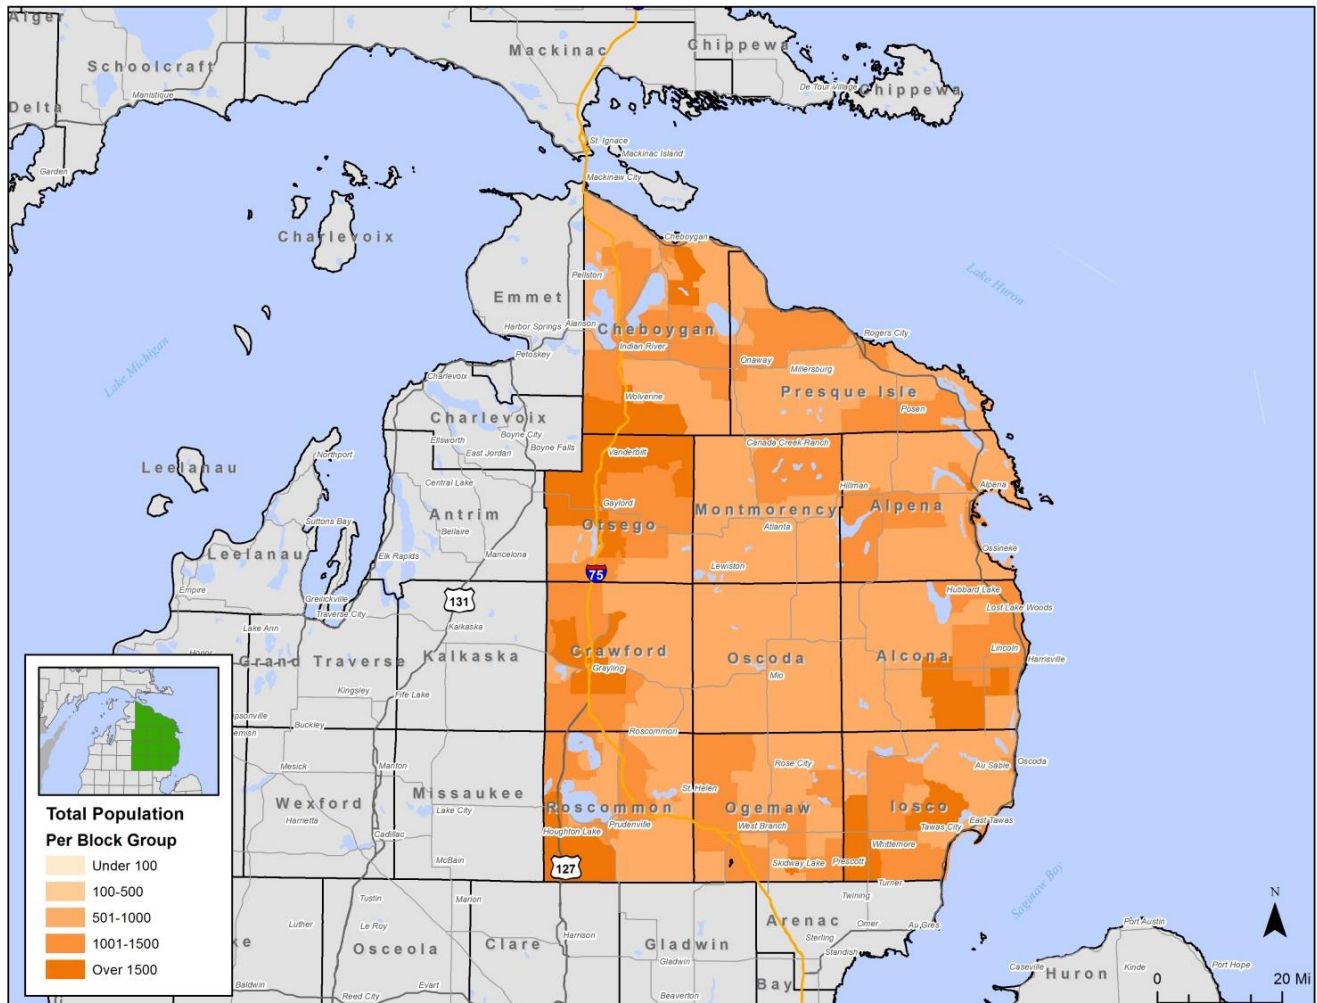 Alger
Mackinac
Chippewa
Schoolcraft
Manistique
De Tour Village
Chippewa
Delta
St. Ignace
Mackinac Island
Garden
Mackinaw City
Charlevoix
Cheboygan
Lake Huron
Pellston
Emmet
Harbor Springs
Alanson
Cheboygan
Indian River
Rogers City
Petoskey
Onaway
Millersburg
Lake Michigan
Charlevoix
Wolverine
Presque Isle
Posen
Charlevoix
Boyne City
Ellsworth
East Jordan
Boyne Falls
Vanderbilt
Canada Creek Ranch
Northport
Leelanau
Central Lake
Hillman
Alpena
Gaylord
Antrim
Otsego
Montmorency
Alpena
Suttons Bay
Bellaire
Atlanta
Leelanau
Elk Rapids
Mancelona
Ossineke
Lewiston
75
Empire
Greilickville
Traverse City
131
Hubbard Lake
Lost Lake Woods
Lake Ann
Kalkaska
Grand Traverse
Kalkaska
Crawford
Oscoda
Alcona
Lincoln
Harrisville
Grayling
Mio
Kingsley
Fife Lake
Buckley
Roscommon
Mesick
Manton
Rose City
Au Sable
Oscoda
Wexford
Missaukee
St. Helen
Harrietta
Lake City
Roscommon
Ogemaw
Iosco
Cadillac
Houghton Lake
Prudenville
West Branch
Tawas City
East Tawas
McBain
127
Skidway Lake
Prescott
Whittemore
Turner
Tustin
Marion
Twining
Luther
Le Roy
Arenac
Omer
Au Gres
Saginaw Bay
Osceola
Clare
Harrison
Gladwin
Sterling
Standish
Port Austin
Gladwin
Caseville
Kinde
Port Hope
Huron
Baldwin
Evart
Reed City
Beaverton
Bay
Total Population
Per Block Group
Under 100
100-500
501-1000
1001-1500
Over 1500
N
0 20 Mi